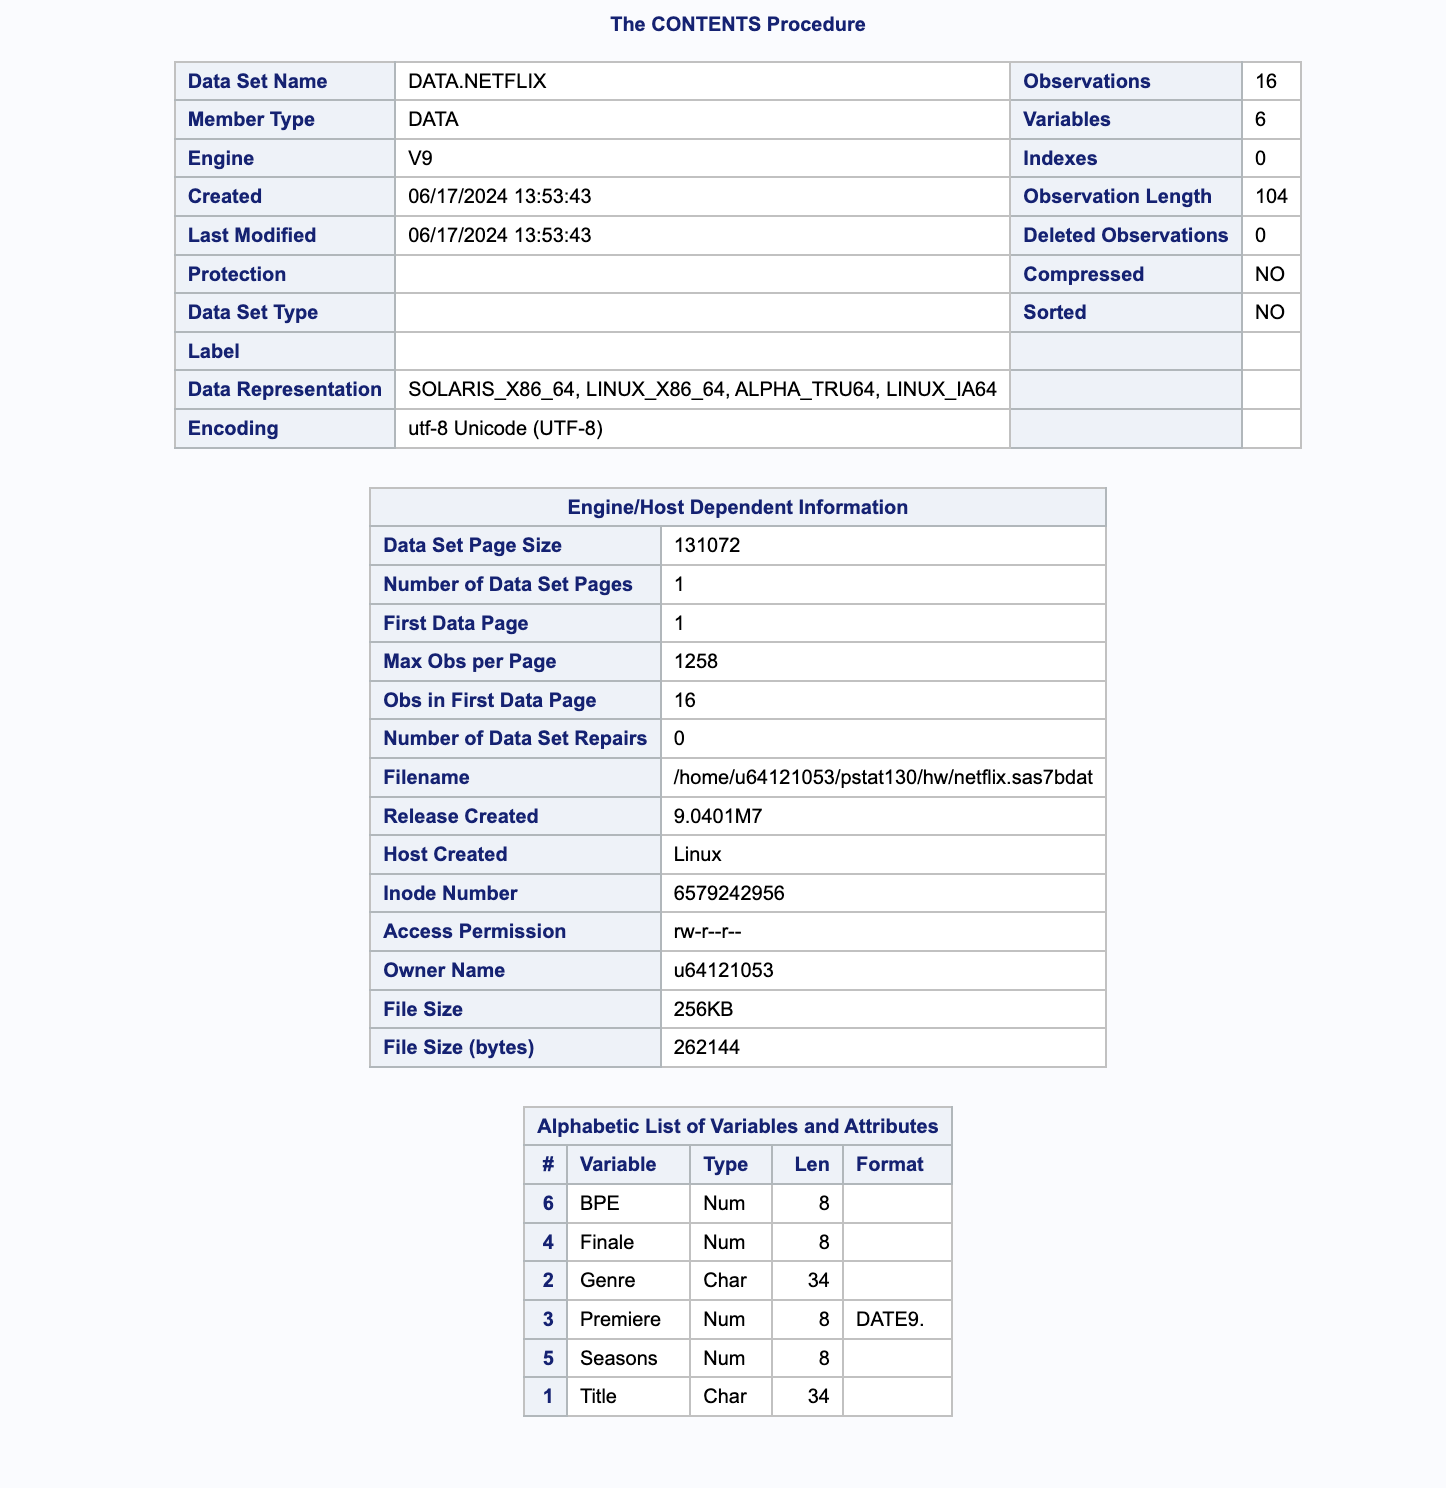 The CONTENTS Procedure
Data Set Name DATA.NETFLIX Observations 16
Member Type DATA Variables 6
Engine V9 Indexes 0
Created 06/17/2024 13:53:43 Observation Length 104
Last Modified 06/17/2024 13:53:43 Deleted Observations 0
Protection Compressed NO
Data Set Type Sorted NO
Label
Data Representation SOLARIS_X86_64, LINUX_X86_64, ALPHA_TRU64, LINUX_IA64
Encoding utf-8 Unicode (UTF-8)
Engine/Host Dependent Information
Data Set Page Size 131072
Number of Data Set Pages 1
First Data Page 1
Max Obs per Page 1258
Obs in First Data Page 16
Number of Data Set Repairs 0
Filename /home/u64121053/pstat130/hw/netflix.sas7bdat
Release Created 9.0401M7
Host Created Linux
Inode Number 6579242956
Access Permission rw-r--r--
Owner Name u64121053
File Size 256KB
File Size (bytes) 262144
Alphabetic List of Variables and Attributes
# Variable Type Len Format
6 BPE Num 8
4 Finale Num 8
2 Genre Char 34
3 Premiere Num 8 DATE9.
5 Seasons Num 8
1 Title Char 34